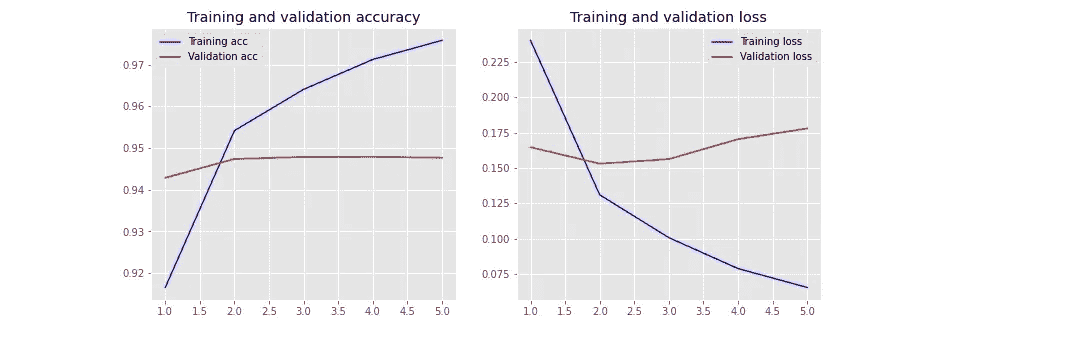 Training and validation accuracy
Training acc
Validation acc
0.97
0.96
0.95
0.94
0.93
0.92
1.0 1.5 2.0 2.5 3.0 3.5 4.0 4.5 5.0
Training and validation loss
Training loss
Validation loss
0.225
0.200
0.175
0.150
0.125
0.100
0.075
1.0 1.5 2.0 2.5 3.0 3.5 4.0 4.5 5.0